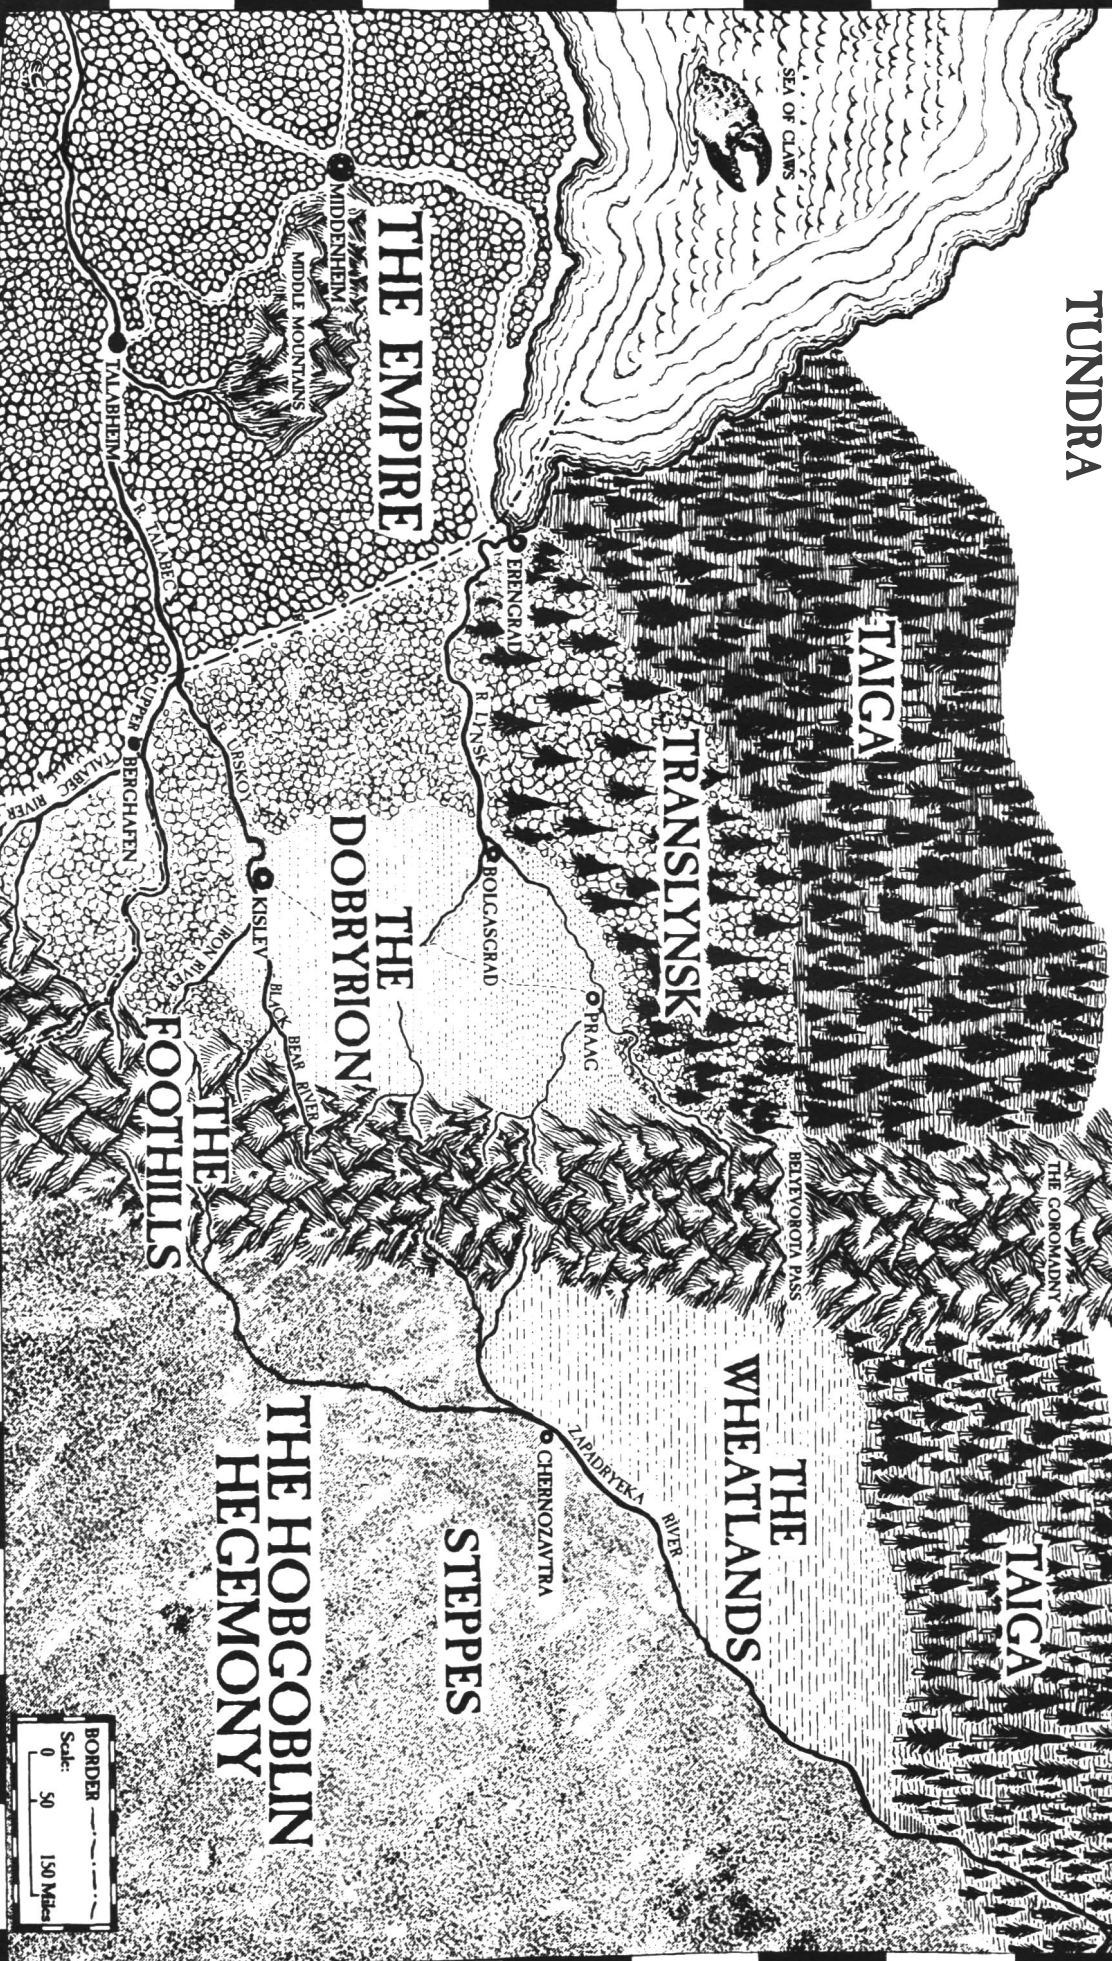 TUNDRA
SEA OF CLAWS
TAIGA
THE GOROMADNY
TAIGA
BELYEVOROTA PASS
TRANSLYNSK
THE
WHEATLANDS
PRAAG
ERENGRAD
R LYNSK
BOLGASGRAD
CHERNOZAVTRA
ZAPADRYEKA RIVER
STEPPES
THE EMPIRE
MIDDENHEIM
MIDDLE MOUNTAINS
THE
DOBRYRION
KISLEV
BLACK BEAR RIVER
URSKOY
IRON RIVER
THE
FOOTHILLS
THE HOBGOBLIN
HEGEMONY
TALABHEIM
TALABEC
BERGHAFEN
UPPER
TALABEC
RIVER
BORDER
Scale:
0 50 150 Miles